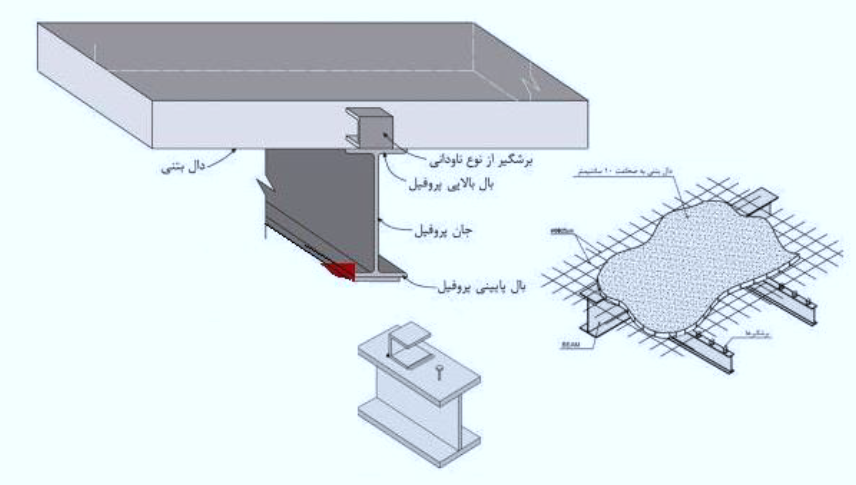 برشگیر از نوع ناودانی
دال بتنی
بال بالایی پروفیل
جان پروفیل
بال پایینی پروفیل
دال بتنی به ضخامت ۱۰ سانتیمتر
BEAM
برشگیرها